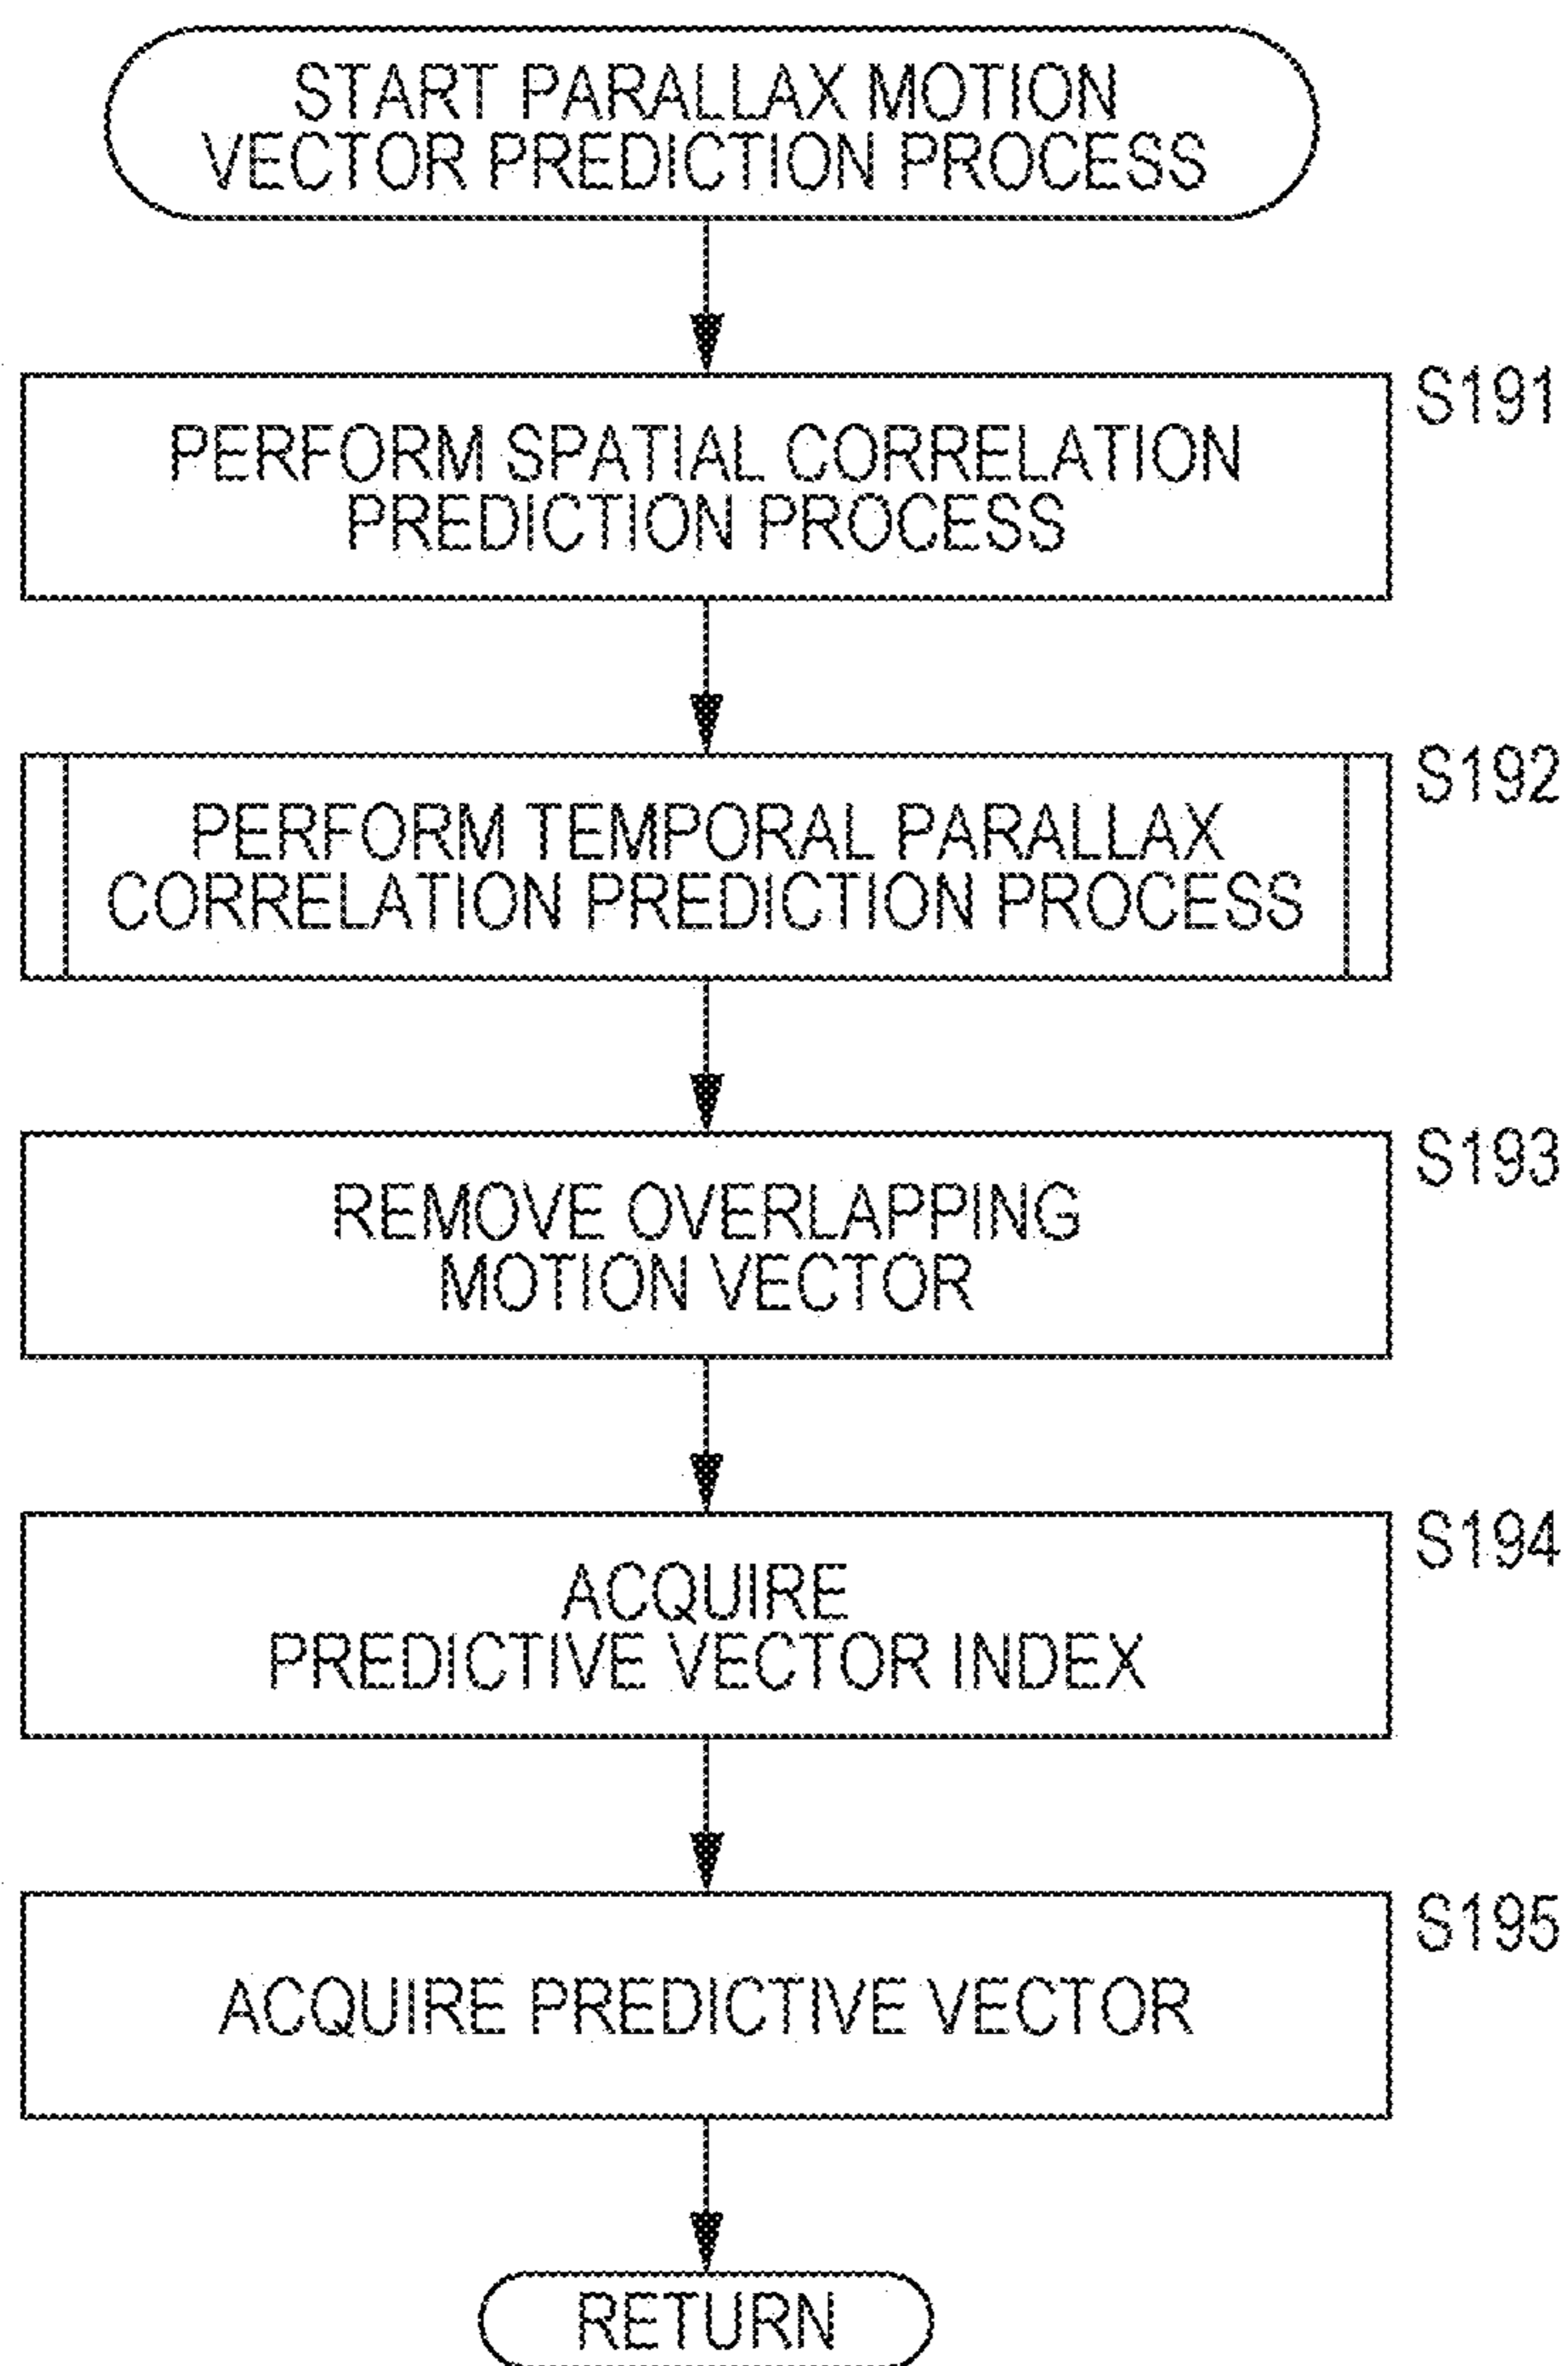 START PARALLAX MOTION
VECTOR PREDICTION PROCESS
S191
PERFORM SPATIAL CORRELATION
PREDICTION PROCESS
S192
PERFORM TEMPORAL PARALLAX
CORRELATION PREDICTION PROCESS
S193
REMOVE OVERLAPPING
MOTION VECTOR
S194
ACQUIRE
PREDICTIVE VECTOR INDEX
S195
ACQUIRE PREDICTIVE VECTOR
RETURN